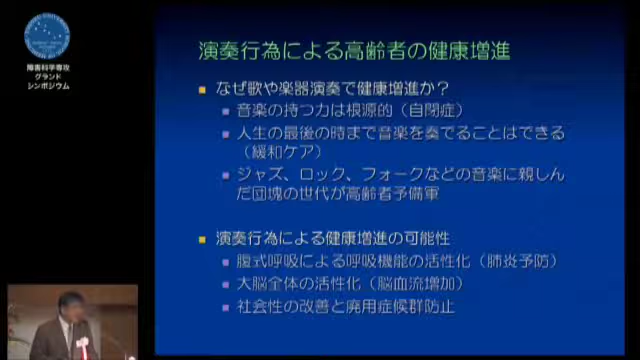 障害科学専攻
グランド
シンポジウム
演奏行為による高齢者の健康増進
なぜ歌や楽器演奏で健康増進か？
音楽の持つ力は根源的（自閉症）
人生の最後の時まで音楽を奏でることはできる
（緩和ケア）
ジャズ、ロック、フォークなどの音楽に親しん
だ団塊の世代が高齢者予備軍
演奏行為による健康増進の可能性
腹式呼吸による呼吸機能の活性化（肺炎予防）
大脳全体の活性化（脳血流増加）
社会性の改善と廃用症候群防止